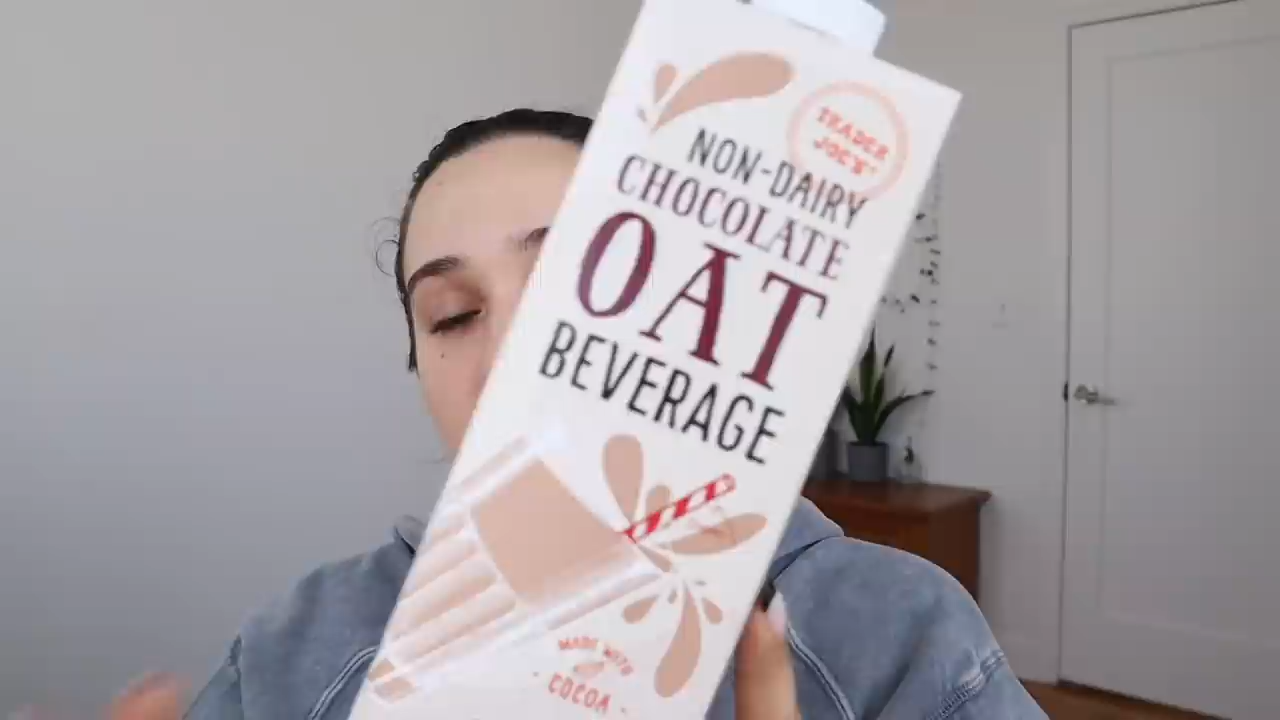 TRADER
JOE'S
NON-DAIRY
CHOCOLATE
OAT
BEVERAGE
MADE WITH
COCOA